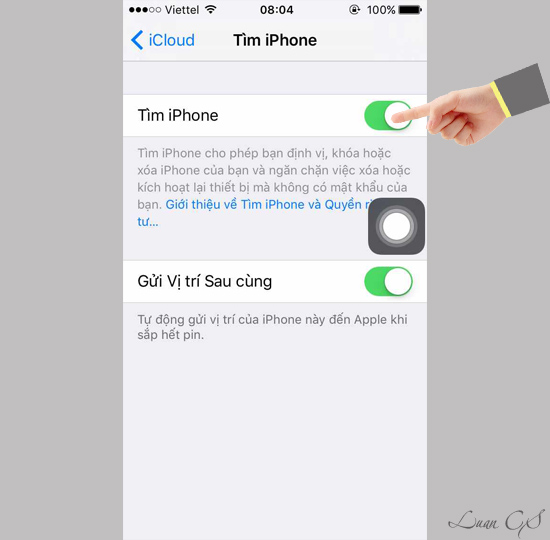 Viettel 08:04 100%
iCloud Tìm iPhone
Tìm iPhone
Tìm iPhone cho phép bạn định vị, khóa hoặc
xóa iPhone của bạn và ngăn chặn việc xóa hoặc
kích hoạt lại thiết bị mà không có mật khẩu của
bạn. Giới thiệu về Tìm iPhone và Quyền
tư...
Gửi Vị trí Sau cùng
Tự động gửi vị trí của iPhone này đến Apple khi
sắp hết pin.
Luan GS